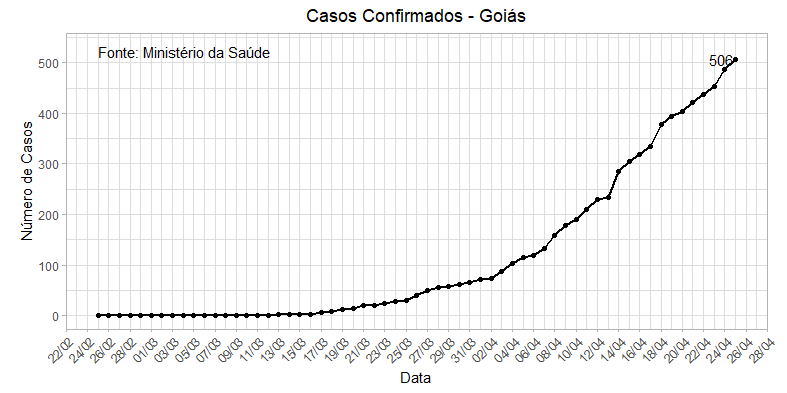 Casos Confirmados - Goiás
Fonte: Ministério da Saúde
506
500
400
300
200
100
0
Número de Casos
22/02 24/02 26/02 28/02 01/03 03/03 05/03 07/03 09/03 11/03 13/03 15/03 17/03 19/03 21/03 23/03 25/03 27/03 29/03 31/03 02/04 04/04 06/04 08/04 10/04 12/04 14/04 16/04 18/04 20/04 22/04 24/04 26/04 28/04
Data